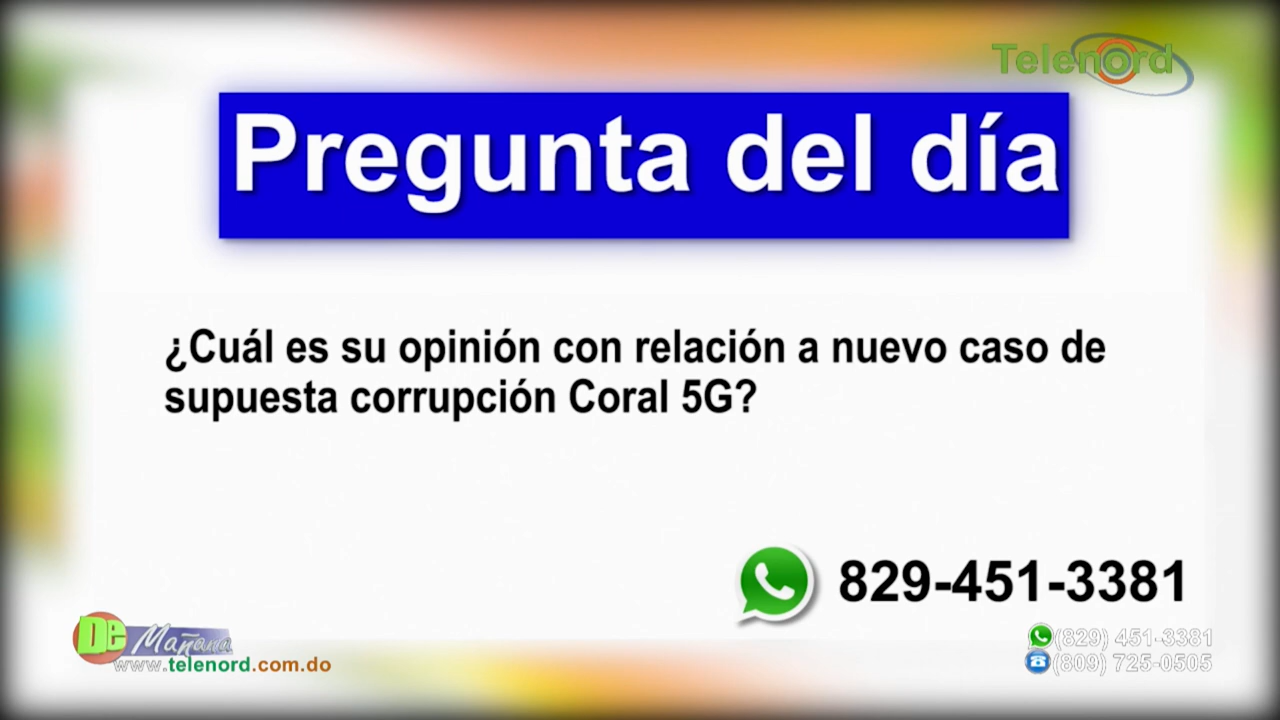 Telenord
Pregunta del día
¿Cuál es su opinión con relación a nuevo caso de
supuesta corrupción Coral 5G?
829-451-3381
De Mañana
www.telenord.com.do
(829) 451-3381
(809) 725-0505